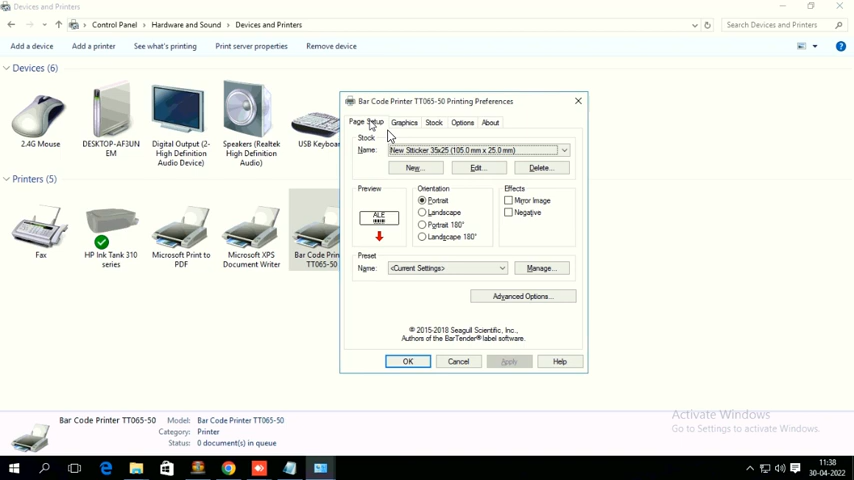 Devices and Printers
Control Panel > Hardware and Sound > Devices and Printers
Search Devices and Printers
Add a device
Add a printer
See what's printing
Print server properties
Remove device
Devices (6)
2.4G Mouse
DESKTOP-AF3UN
EM
Digital Output (2-
High Definition
Audio Device)
Speakers (Realtek
High Definition
Audio)
USB Keyboar
Printers (5)
Fax
HP Ink Tank 310
series
Microsoft Print to
PDF
Microsoft XPS
Document Writer
Bar Code Prin
TT065-50
Bar Code Printer TT065-50 Printing Preferences
Page Setup
Graphics
Stock
Options
About
Stock
Name:
New Stticker 35x25 (105.0 mm x 25.0 mm)
New...
Edit...
Delete...
Preview
ALE
Orientation
Portrait
Landscape
Portrait 180°
Landscape 180°
Effects
Mirror Image
Negative
Preset
Name:
<Current Settings>
Manage...
Advanced Options...
© 2015-2018 Seagull Scientific, Inc.,
Authors of the BarTender® label software.
OK
Cancel
Apply
Help
Bar Code Printer TT065-50
Model: Bar Code Printer TT065-50
Category: Printer
Status: 0 document(s) in queue
Activate Windows
Go to Settings to activate Windows.
11:38
30-04-2022